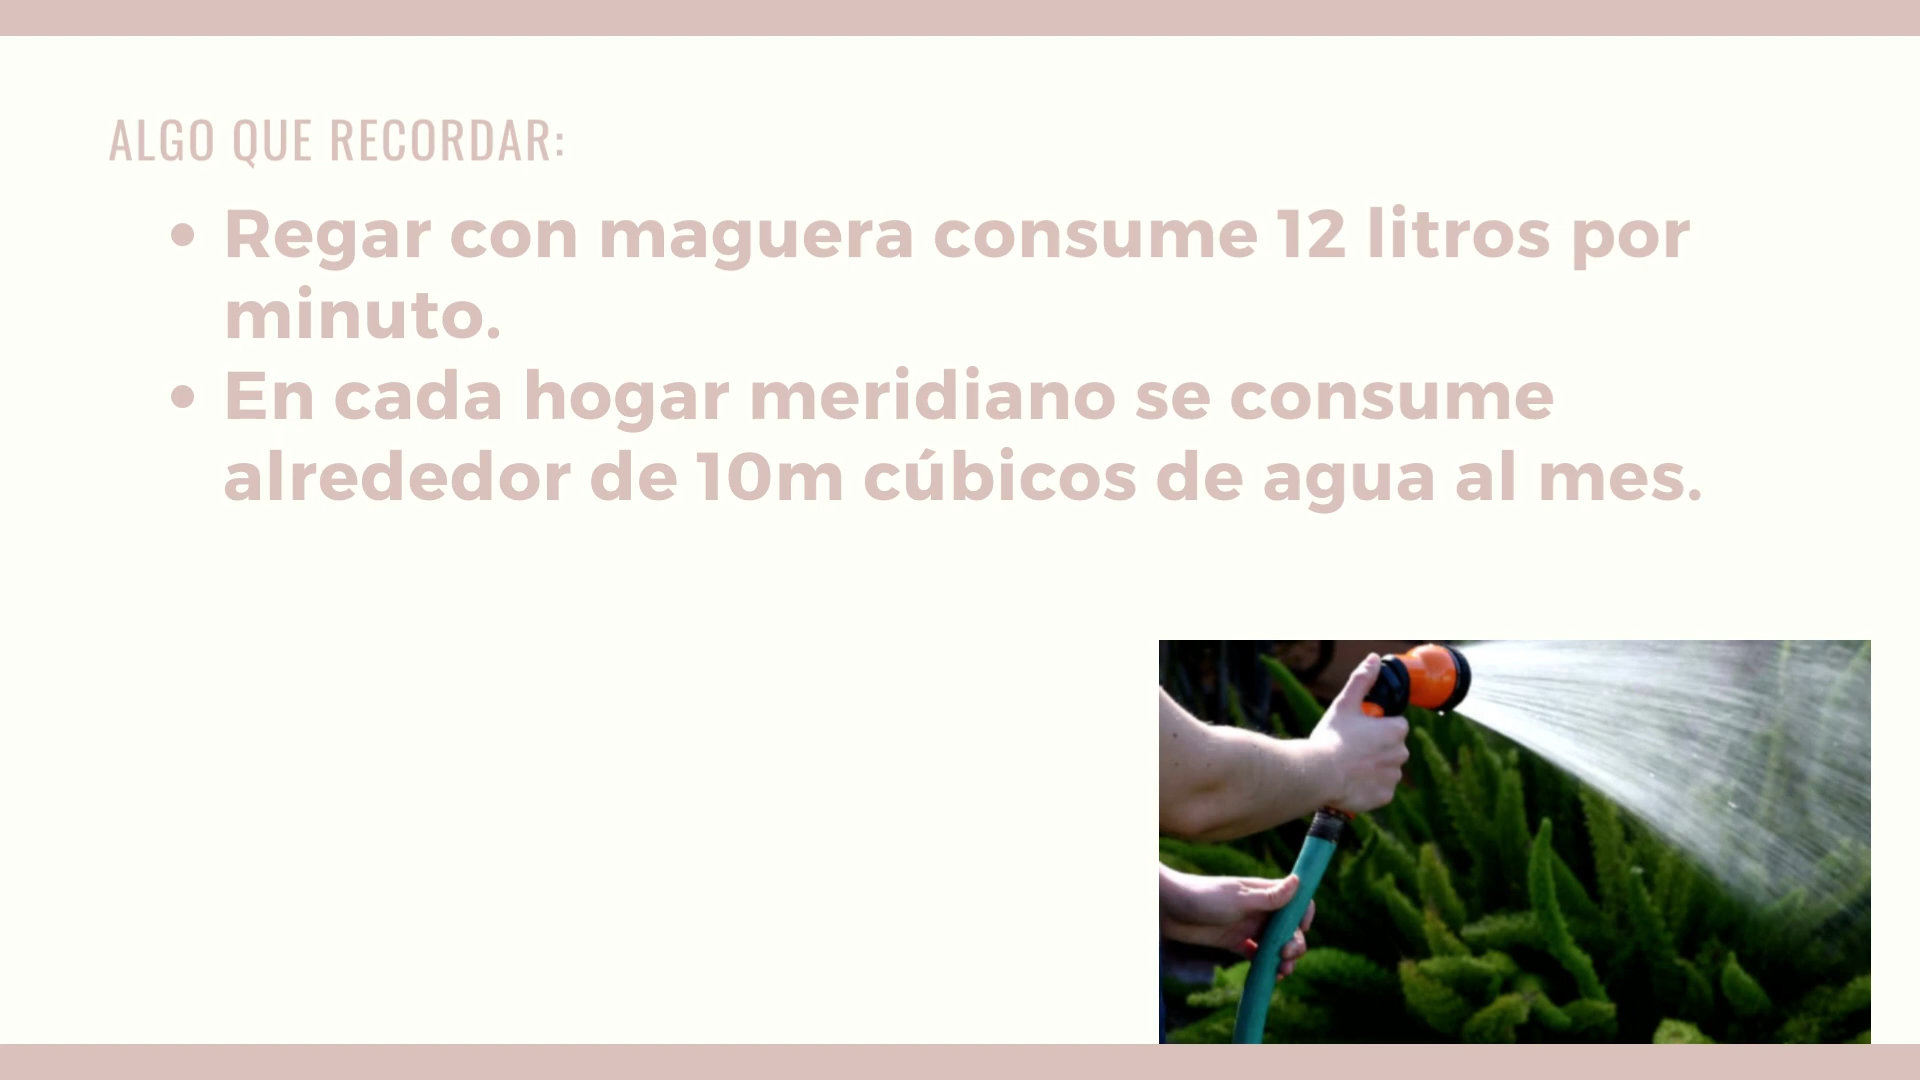 ALGO QUE RECORDAR:
• Regar con maguera consume 12 litros por
minuto.
• En cada hogar meridiano se consume
alrededor de 10m cúbicos de agua al mes.